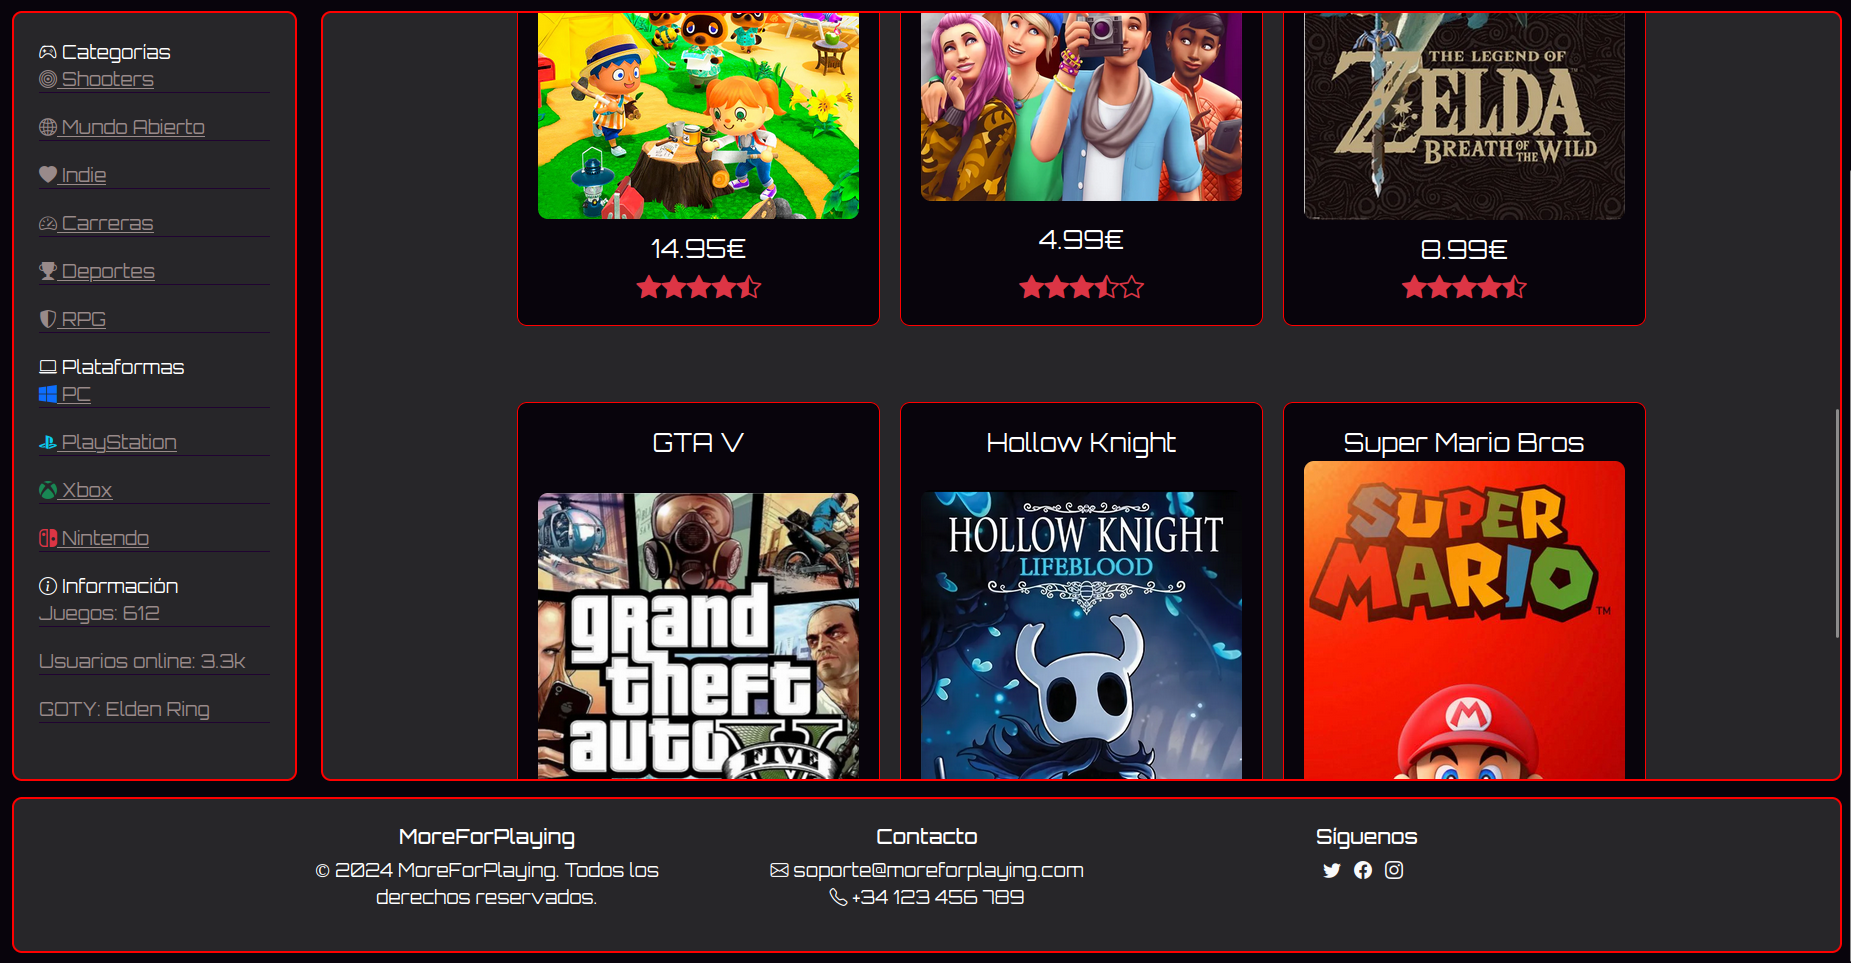 Categorias
Shooters
Mundo Abierto
Indie
Carreras
Deportes
RPG
Plataformas
PC
PlayStation
Xbox
Nintendo
Información
Juegos: 612
Usuarios online: 3.3k
GOTY: Elden Ring
THE LEGEND OF
ZELDA
BREATH OF THE WILD
14.95€
4.99€
8.99€
GTA V
Hollow Knight
Super Mario Bros
grand
theft
auto
V
FIVE
HOLLOW KNIGHT
LIFEBLOOD
SUPER
MARIO
TM
M
MoreForPlaying
© 2024 MoreForPlaying. Todos los
derechos reservados.
Contacto
soporte@moreforplaying.com
+34 123 456 789
Síguenos